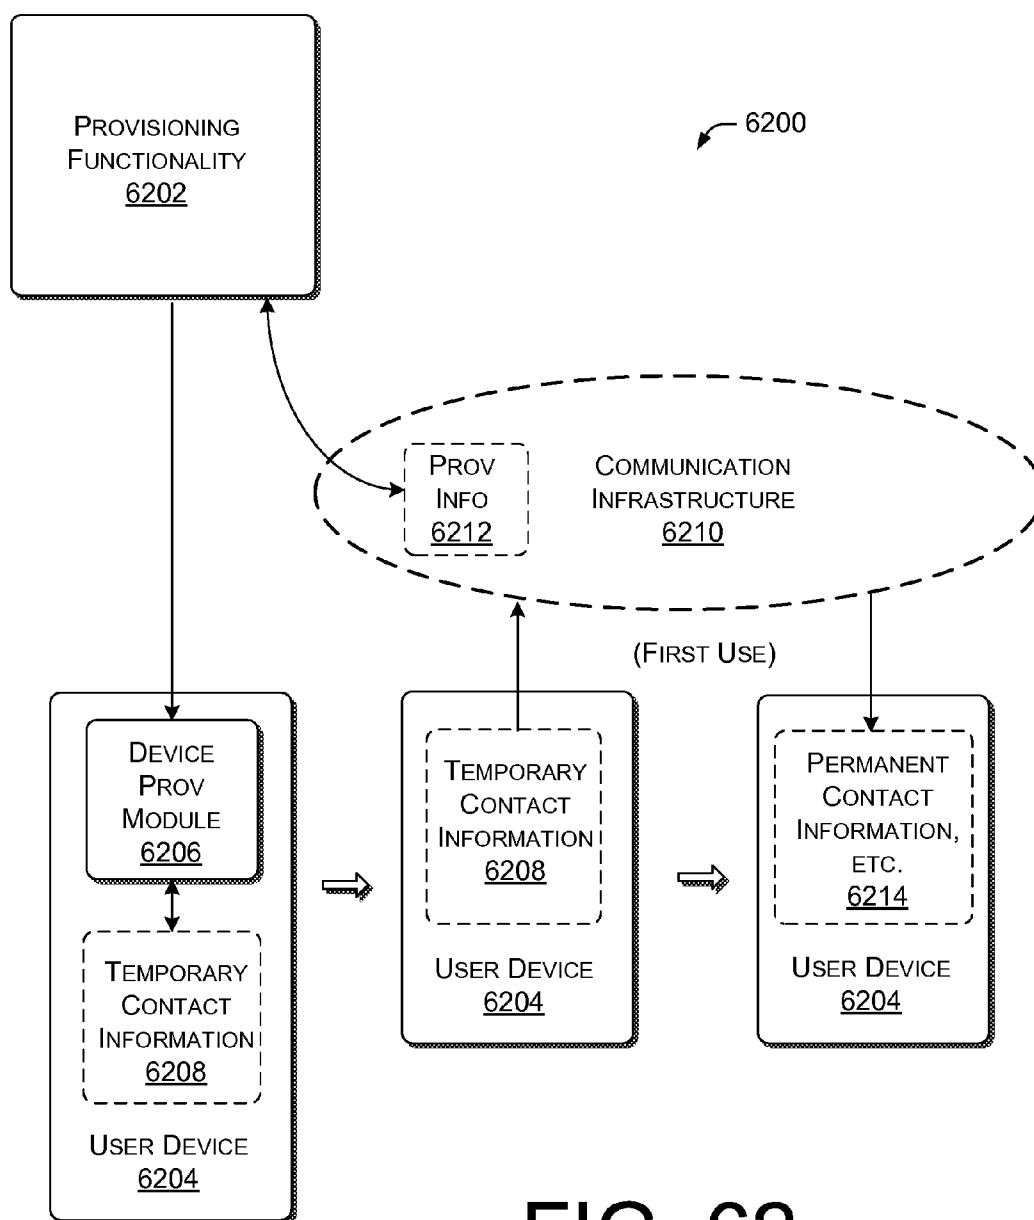 PROVISIONING
FUNCTIONALITY
6202
6200
PROV
INFO
6212
COMMUNICATION
INFRASTRUCTURE
6210
(FIRST USE)
DEVICE
PROV
MODULE
6206
TEMPORARY
CONTACT
INFORMATION
6208
USER DEVICE
6204
TEMPORARY
CONTACT
INFORMATION
6208
USER DEVICE
6204
PERMANENT
CONTACT
INFORMATION,
ETC.
6214
USER DEVICE
6204
FIG. 62